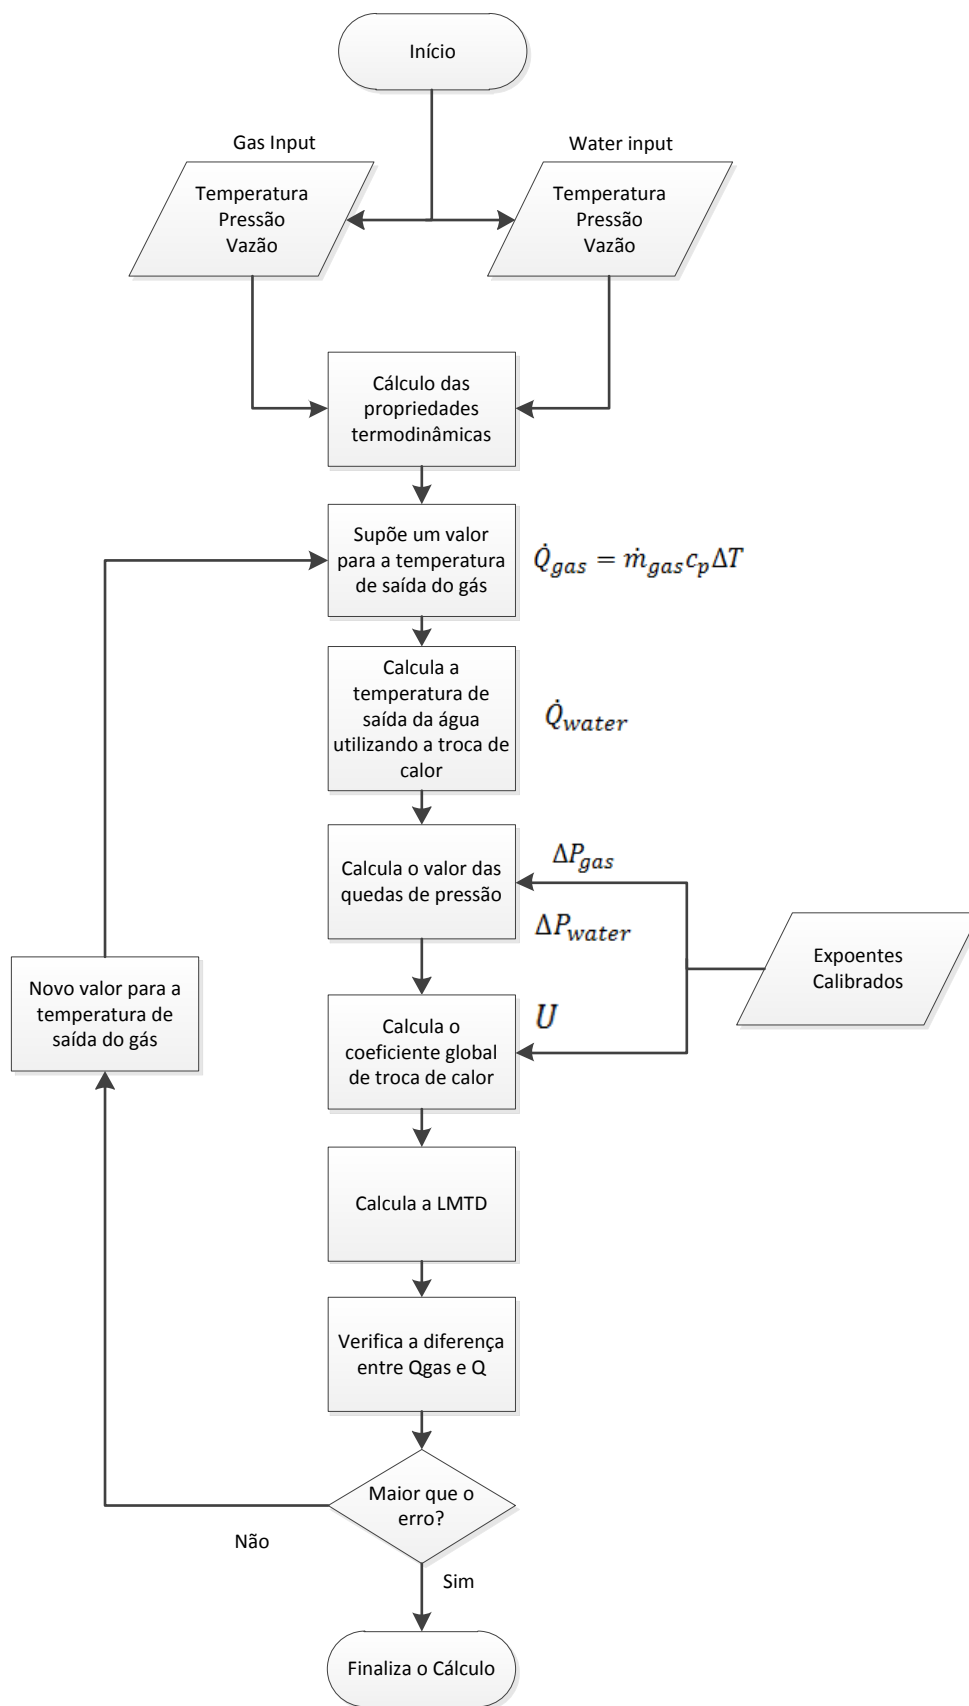 Início
Gas Input
Water input
Temperatura
Pressão
Vazão
Temperatura
Pressão
Vazão
Cálculo das
propriedades
termodinâmicas
Supõe um valor
para a temperatura
de saída do gás
Q̇gas = ṁgas cp ΔT
Calcula a
temperatura de
saída da água
utilizando a troca de
calor
Q̇water
Calcula o valor das
quedas de pressão
ΔPgas
ΔPwater
Expoentes
Calibrados
Novo valor para a
temperatura de
saída do gás
Calcula o
coeficiente global
de troca de calor
U
Calcula a LMTD
Verifica a diferença
entre Qgas e Q
Maior que o
erro?
Não
Sim
Finaliza o Cálculo